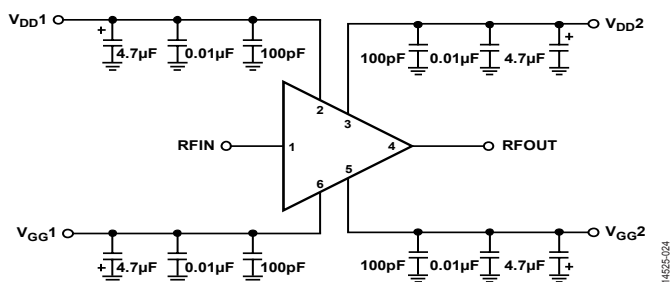 VDD1
VDD2
+
4.7µF
0.01µF
100pF
100pF
0.01µF
4.7µF
+
2
3
RFIN
1
4
RFOUT
6
5
VGG1
VGG2
+
4.7µF
0.01µF
100pF
100pF
0.01µF
4.7µF
+
14525-024